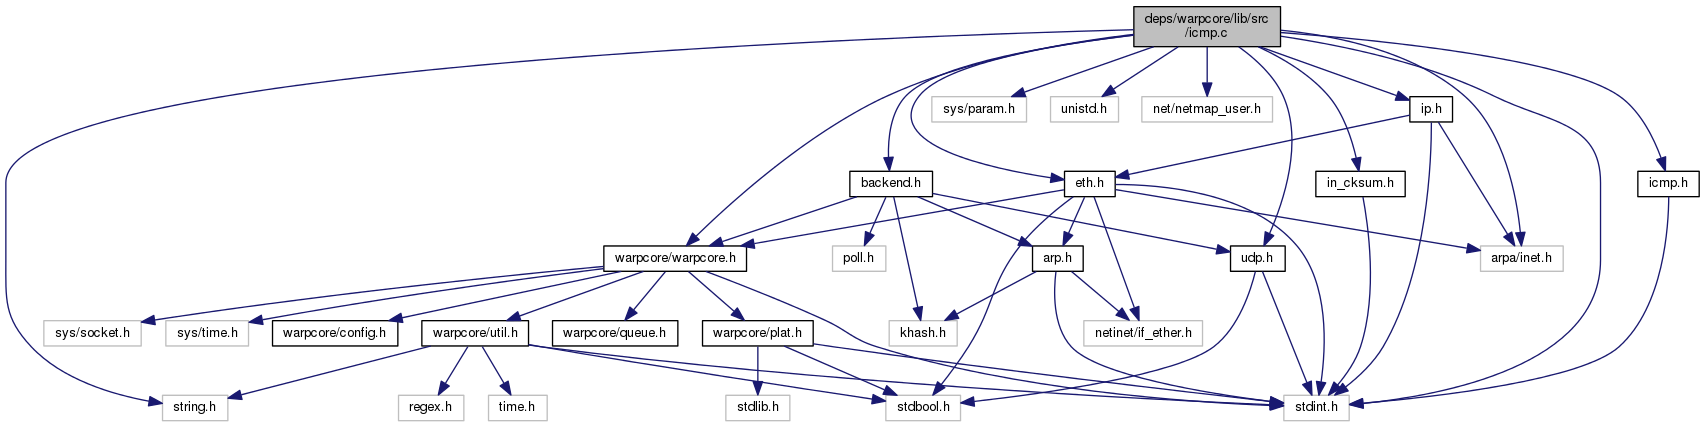 deps/warpcore/lib/src
/icmp.c
sys/param.h
unistd.h
net/netmap_user.h
ip.h
backend.h
eth.h
in_cksum.h
icmp.h
warpcore/warpcore.h
poll.h
arp.h
udp.h
arpa/inet.h
sys/socket.h
sys/time.h
warpcore/config.h
warpcore/util.h
warpcore/queue.h
warpcore/plat.h
khash.h
netinet/if_ether.h
string.h
regex.h
time.h
stdlib.h
stdbool.h
stdint.h